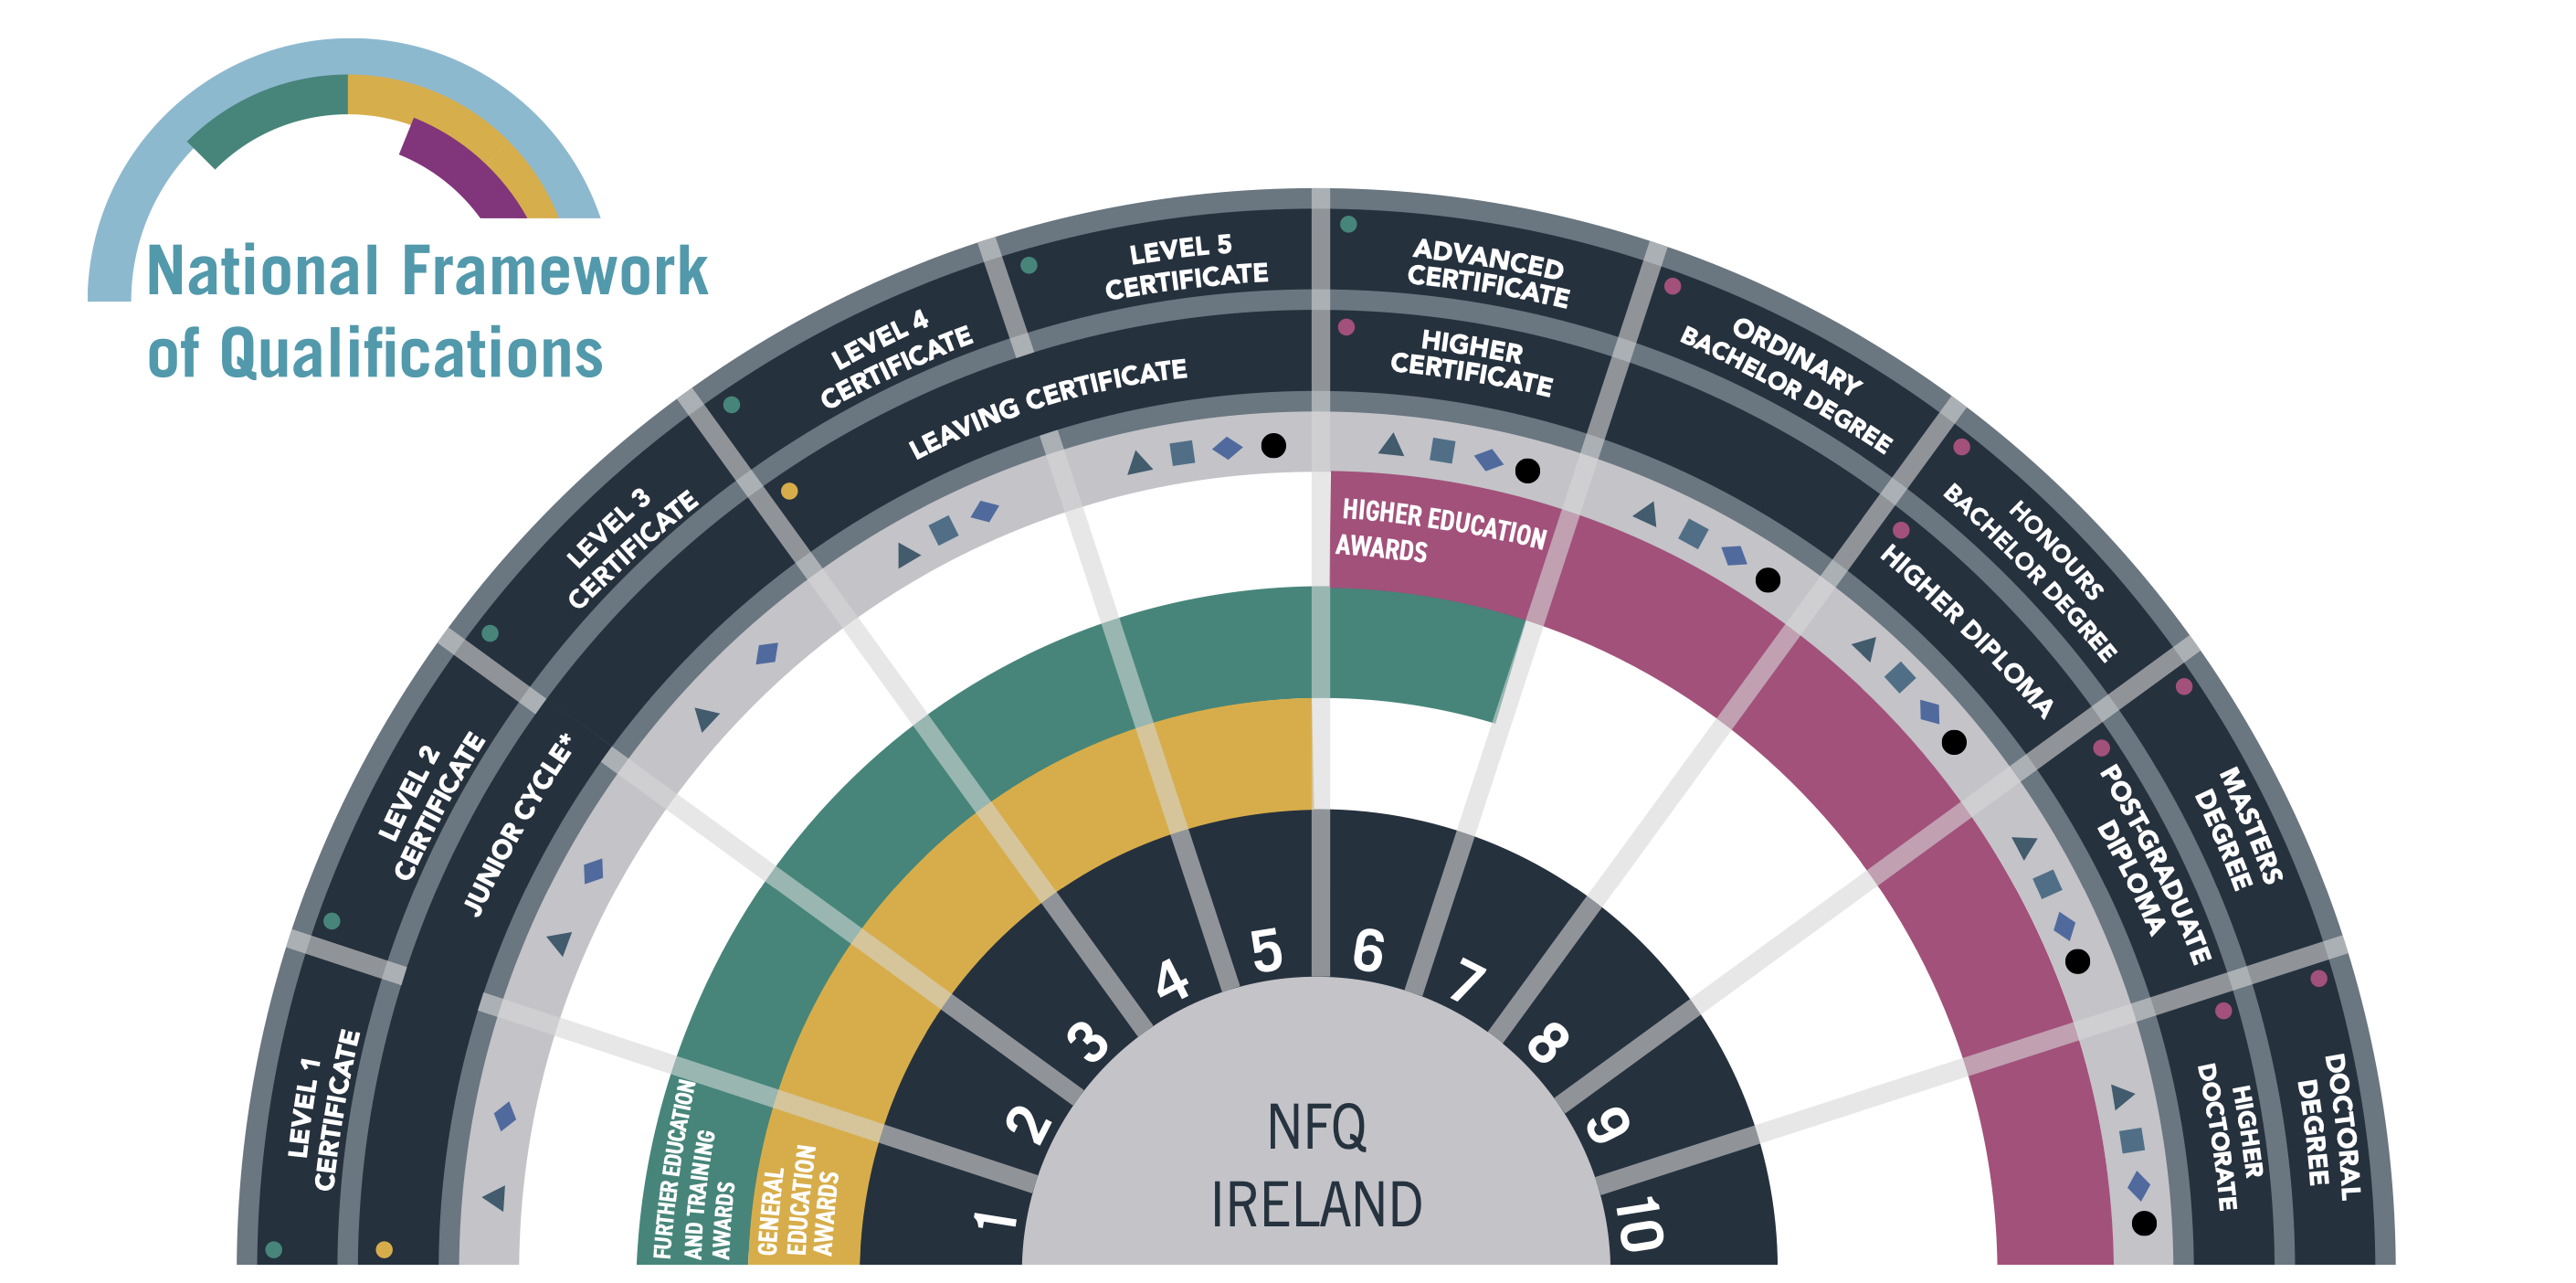 National Framework
of Qualifications
LEVEL 1
CERTIFICATE
LEVEL 2
CERTIFICATE
LEVEL 3
CERTIFICATE
LEVEL 4
CERTIFICATE
LEVEL 5
CERTIFICATE
ADVANCED
CERTIFICATE
ORDINARY
BACHELOR DEGREE
HONOURS
BACHELOR DEGREE
MASTERS
DEGREE
DOCTORAL
DEGREE
JUNIOR CYCLE*
LEAVING CERTIFICATE
HIGHER
CERTIFICATE
HIGHER DIPLOMA
POST-GRADUATE
DIPLOMA
HIGHER
DOCTORATE
HIGHER EDUCATION
AWARDS
FURTHER EDUCATION
AND TRAINING
AWARDS
GENERAL
EDUCATION
AWARDS
1
2
3
4
5
6
7
8
9
10
NFQ
IRELAND